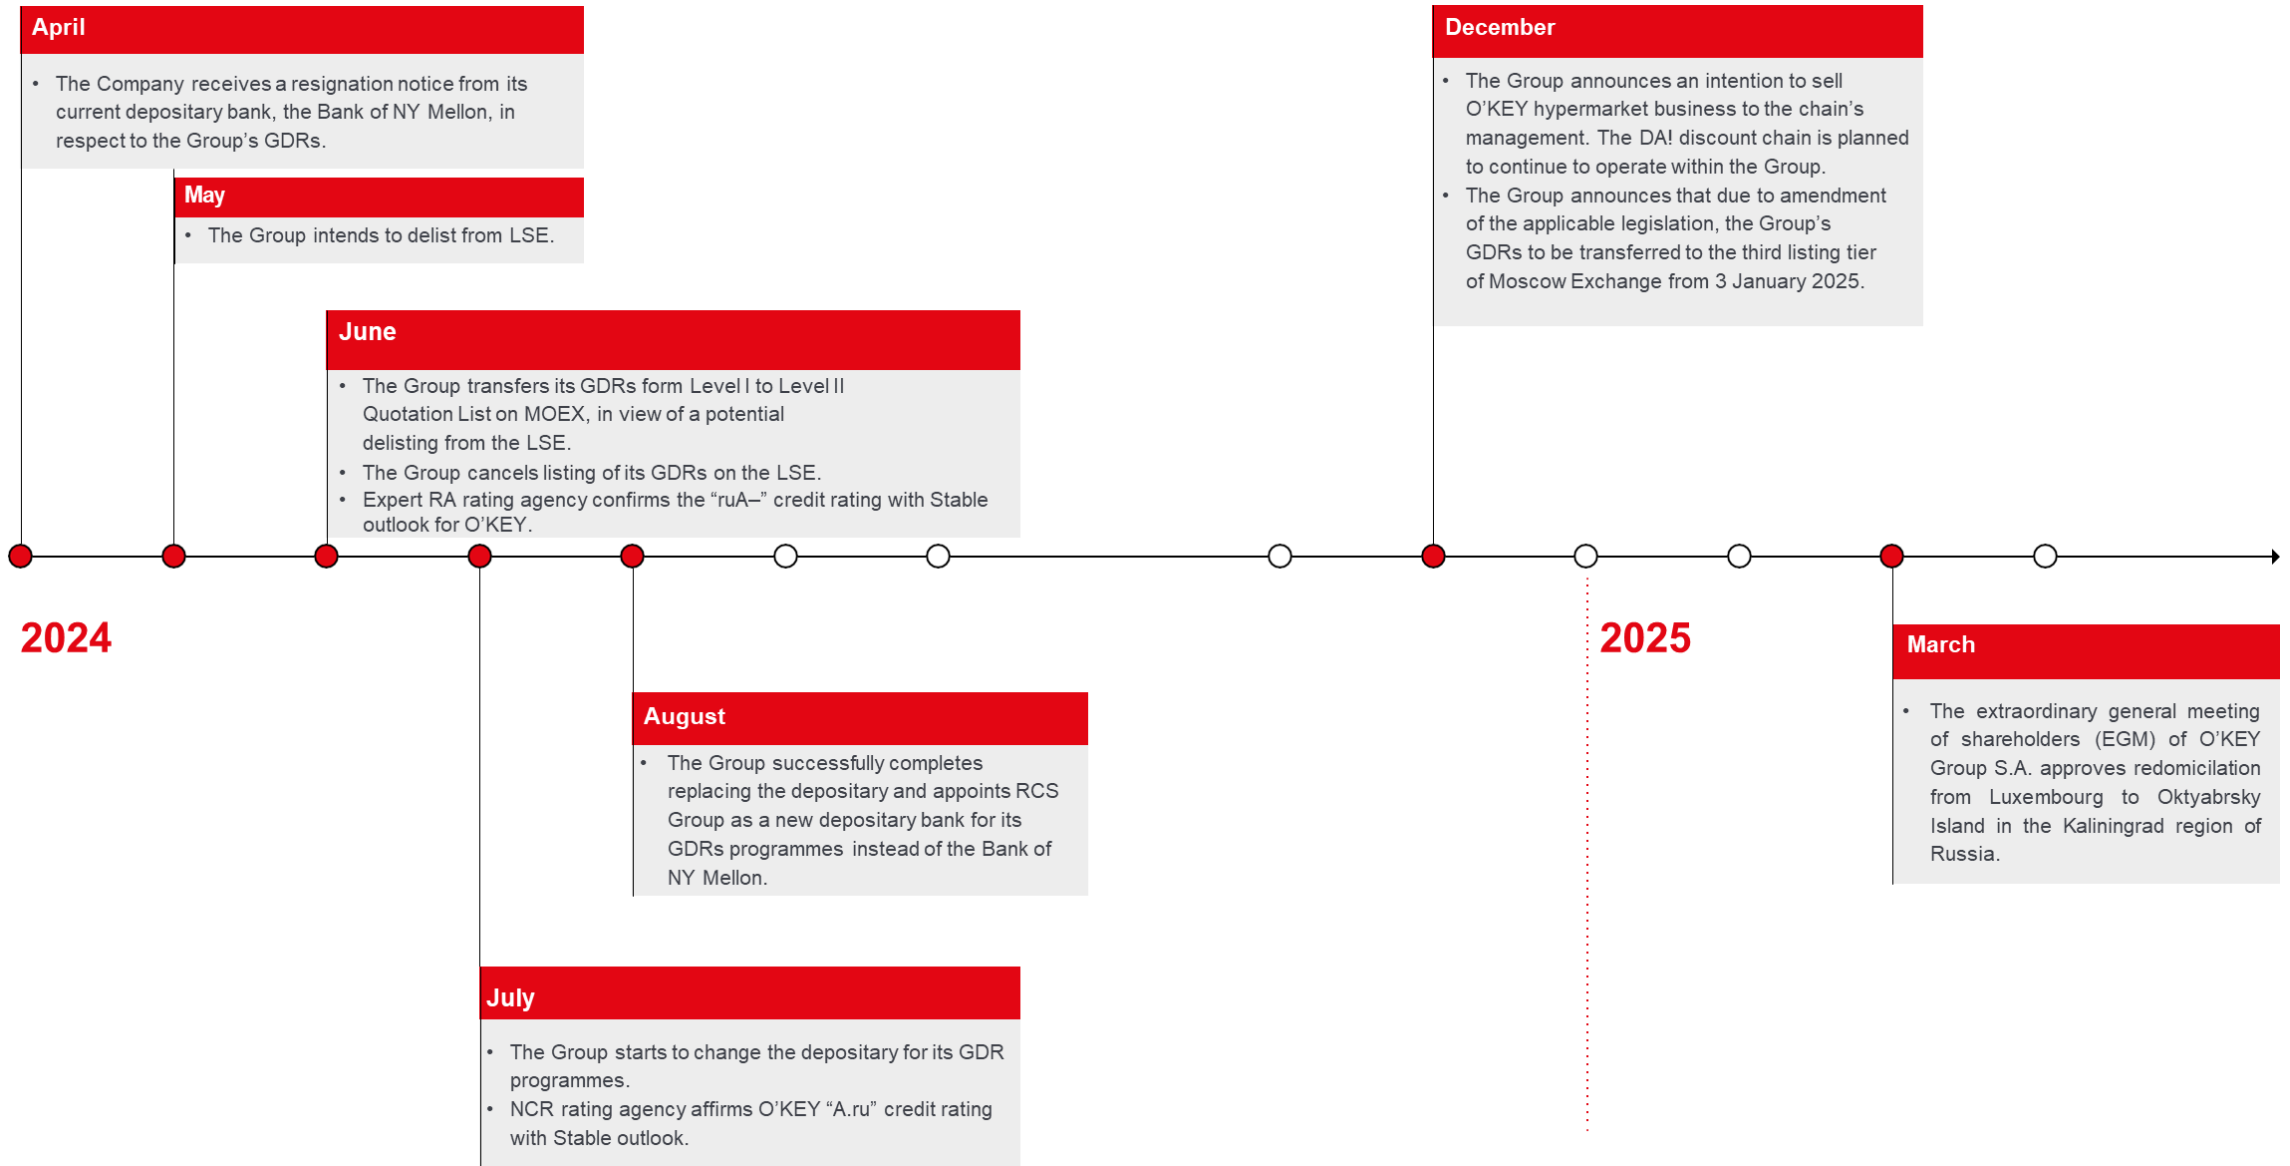 April
• The Company receives a resignation notice from its
current depositary bank, the Bank of NY Mellon, in
respect to the Group’s GDRs.
May
• The Group intends to delist from LSE.
June
• The Group transfers its GDRs form Level I to Level II
Quotation List on MOEX, in view of a potential
delisting from the LSE.
• The Group cancels listing of its GDRs on the LSE.
• Expert RA rating agency confirms the “ruA–” credit rating with Stable
outlook for O’KEY.
December
• The Group announces an intention to sell
O’KEY hypermarket business to the chain’s
management. The DA! discount chain is planned
to continue to operate within the Group.
• The Group announces that due to amendment
of the applicable legislation, the Group’s
GDRs to be transferred to the third listing tier
of Moscow Exchange from 3 January 2025.
2024
2025
August
• The Group successfully completes
replacing the depositary and appoints RCS
Group as a new depositary bank for its
GDRs programmes instead of the Bank of
NY Mellon.
March
• The extraordinary general meeting
of shareholders (EGM) of O’KEY
Group S.A. approves redomicilation
from Luxembourg to Oktyabrsky
Island in the Kaliningrad region of
Russia.
July
• The Group starts to change the depositary for its GDR
programmes.
• NCR rating agency affirms O’KEY “A.ru” credit rating
with Stable outlook.